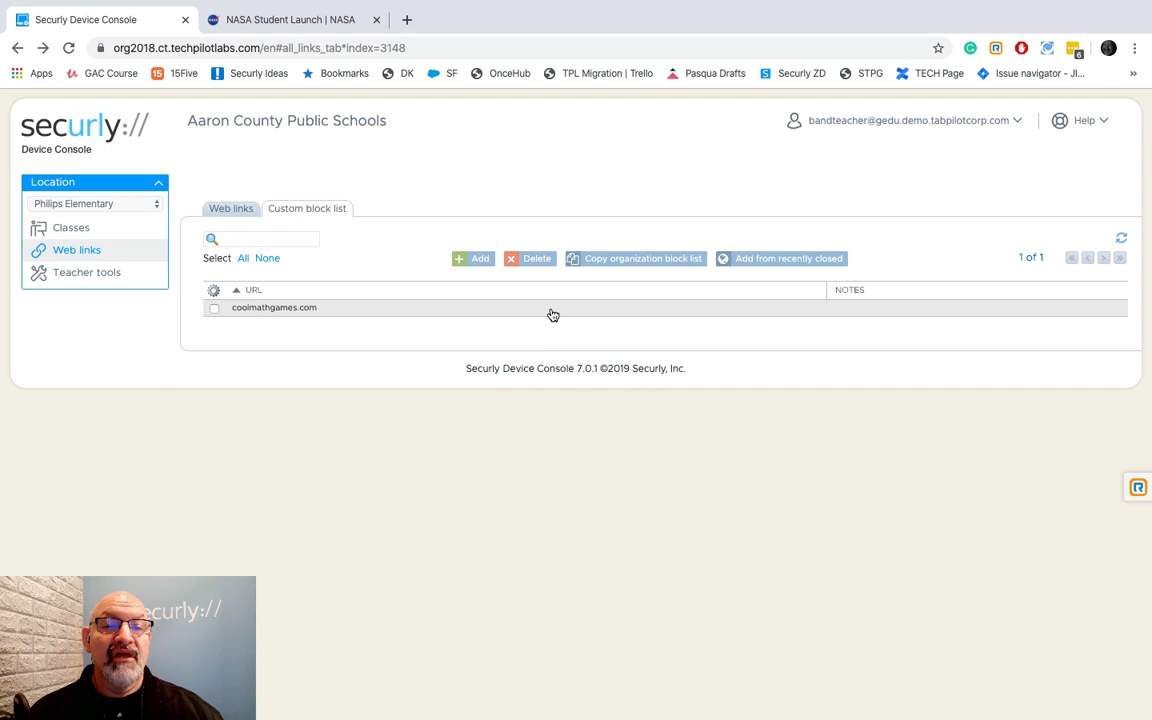 Securly Device Console
NASA Student Launch | NASA
org2018.ct.techpilotlabs.com/en#all_links_tab*index=3148
6
Apps
GAC Course
15 15Five
Securly Ideas
Bookmarks
DK
SF
OnceHub
TPL Migration | Trello
Pasqua Drafts
Securly ZD
STPG
TECH Page
Issue navigator - JI...
»
securly://
Device Console
Aaron County Public Schools
bandteacher@gedu.demo.tabpilotcorp.com
Help
Location
Philips Elementary
Classes
Web links
Teacher tools
Web links
Custom block list
Select All None
Add
Delete
Copy organization block list
Add from recently closed
1 of 1
URL
NOTES
coolmathgames.com
Securly Device Console 7.0.1 ©2019 Securly, Inc.
securly://